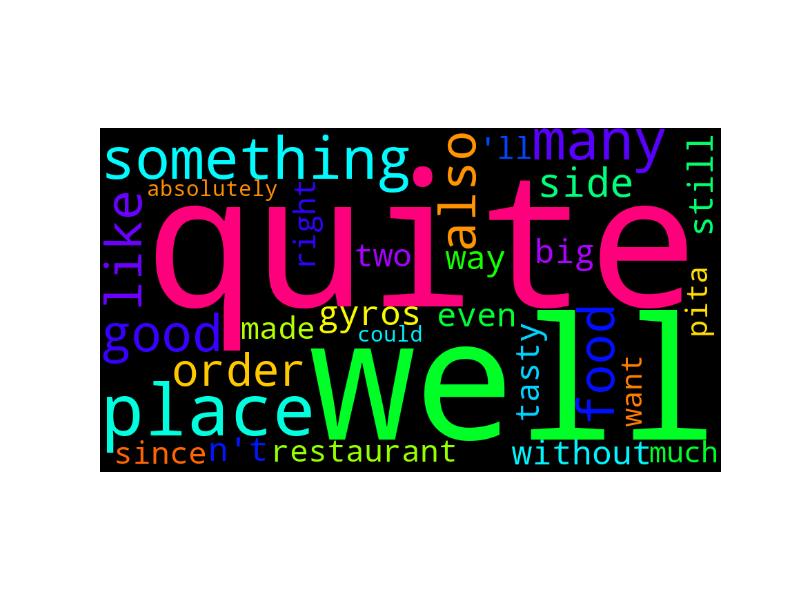 something
'll
many
also
still
absolutely
side
like
right
quite
two
way
big
pita
good
made
gyros
even
could
food
order
well
tasty
want
place
since
n't
restaurant
without
much